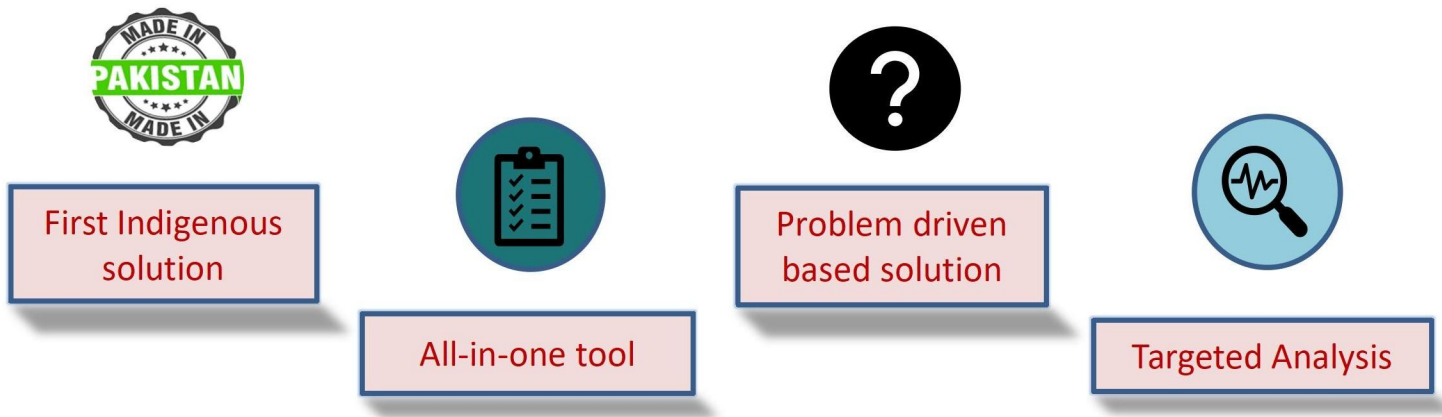 MADE IN
PAKISTAN
MADE IN
First Indigenous
solution
All-in-one tool
?
Problem driven
based solution
Targeted Analysis